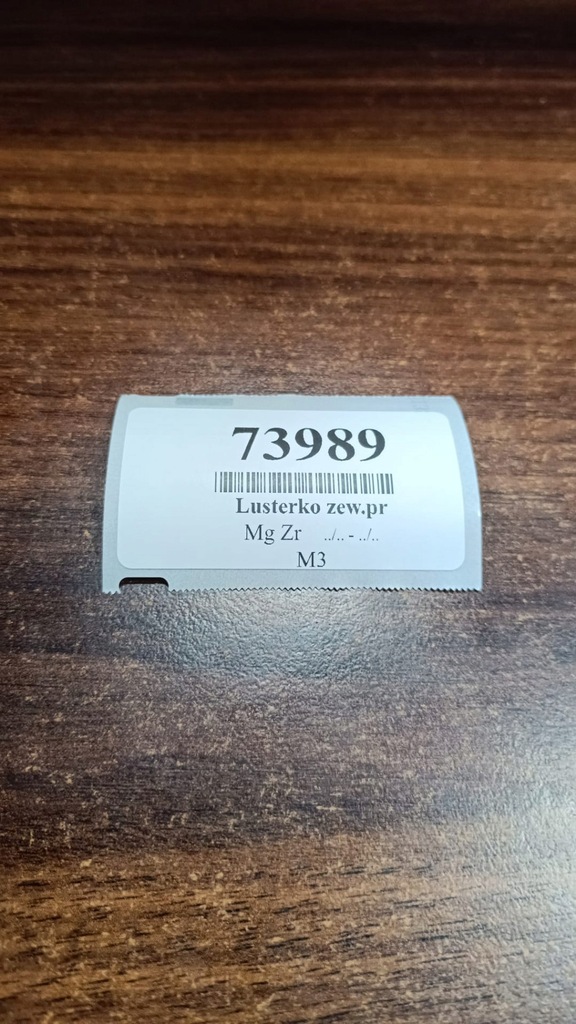 73989
Lusterko zew.pr
Mg Zr ../.. - ../..
M3